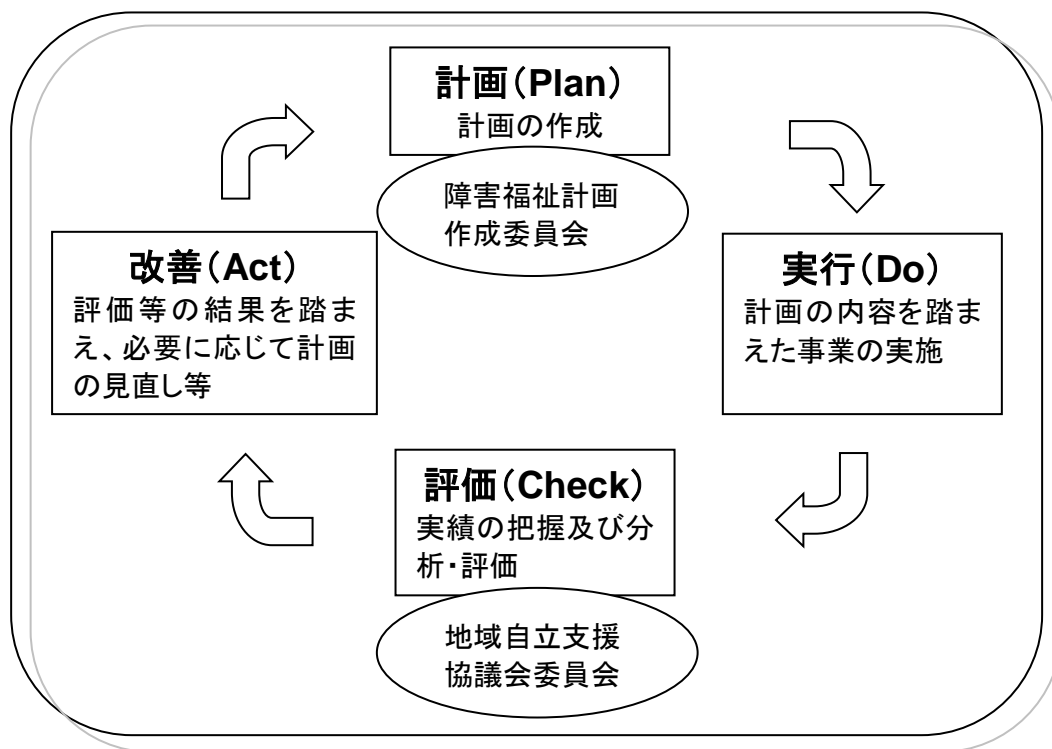 計画（Plan）
計画の作成
障害福祉計画
作成委員会
改善（Act）
評価等の結果を踏ま
え、必要に応じて計画
の見直し等
実行（Do）
計画の内容を踏ま
えた事業の実施
評価（Check）
実績の把握及び分
析・評価
地域自立支援
協議会委員会